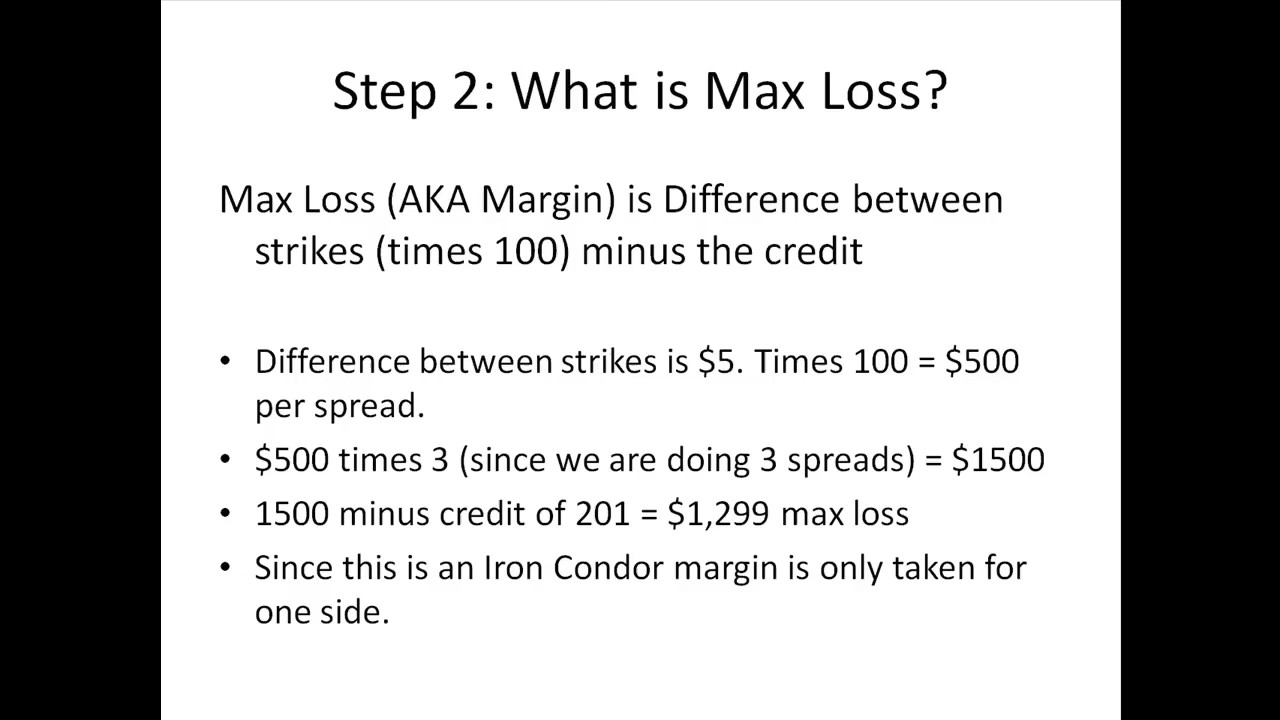 Step 2: What is Max Loss?
Max Loss (AKA Margin) is Difference between
strikes (times 100) minus the credit
• Difference between strikes is $5. Times 100 = $500
per spread.
• $500 times 3 (since we are doing 3 spreads) = $1500
• 1500 minus credit of 201 = $1,299 max loss
• Since this is an Iron Condor margin is only taken for
one side.